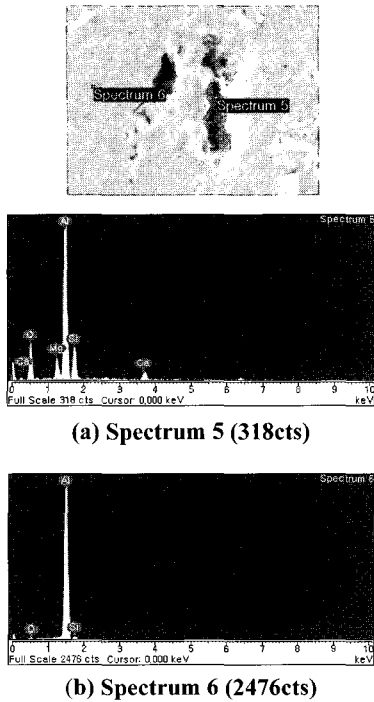 Spectrum 6
Spectrum 5
Spectrum 5
Al
O
Si
Mg
Ca
Ca
0 1 2 3 4 5 6 7 8 9 10
Full Scale 318 cts Cursor: 0,000 keV keV
(a) Spectrum 5 (318cts)
Spectrum 6
Al
O
Si
0 1 2 3 4 5 6 7 8 9 10
Full Scale 2476 cts Cursor: 0,000 keV keV
(b) Spectrum 6 (2476cts)